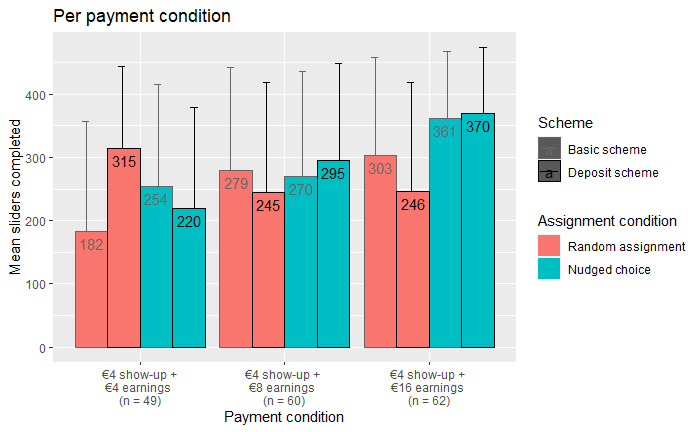 Per payment condition
Mean sliders completed
400
300
200
100
0
182
315
254
220
279
245
270
295
303
246
361
370
€4 show-up +
€4 earnings
(n = 49)
€4 show-up +
€8 earnings
(n = 60)
€4 show-up +
€16 earnings
(n = 62)
Payment condition
Scheme
a Basic scheme
a Deposit scheme
Assignment condition
Random assignment
Nudged choice